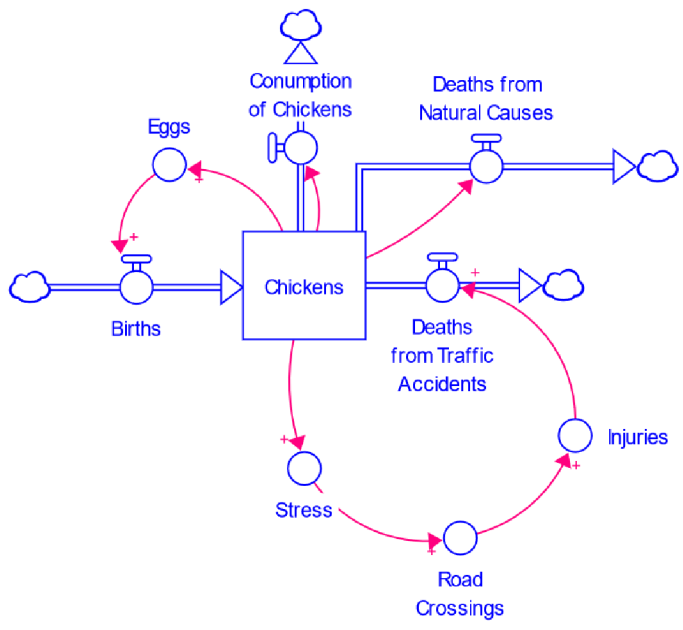 Conumption
of Chickens
Deaths from
Natural Causes
Eggs
+
+
Chickens
+
Births
Deaths
from Traffic
Accidents
+
Injuries
+
Stress
+
Road
Crossings